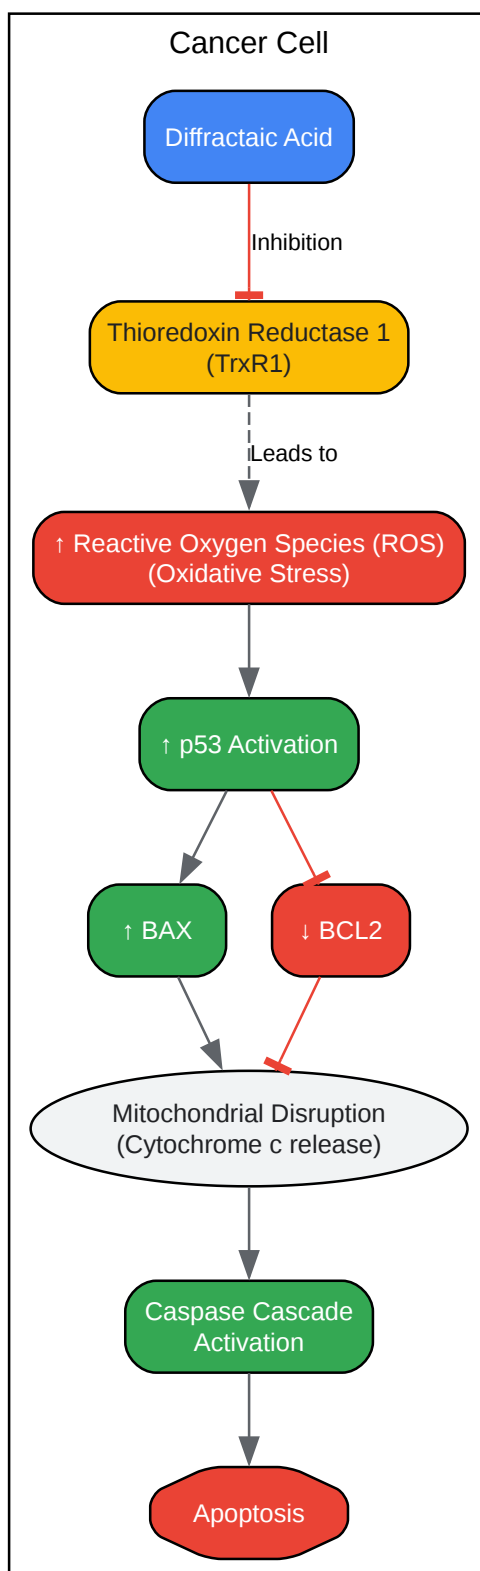 Cancer Cell
Diffractaic Acid
Inhibition
Thioredoxin Reductase 1
(TrxR1)
Leads to
↑ Reactive Oxygen Species (ROS)
(Oxidative Stress)
↑ p53 Activation
↑ BAX
↓ BCL2
Mitochondrial Disruption
(Cytochrome c release)
Caspase Cascade
Activation
Apoptosis